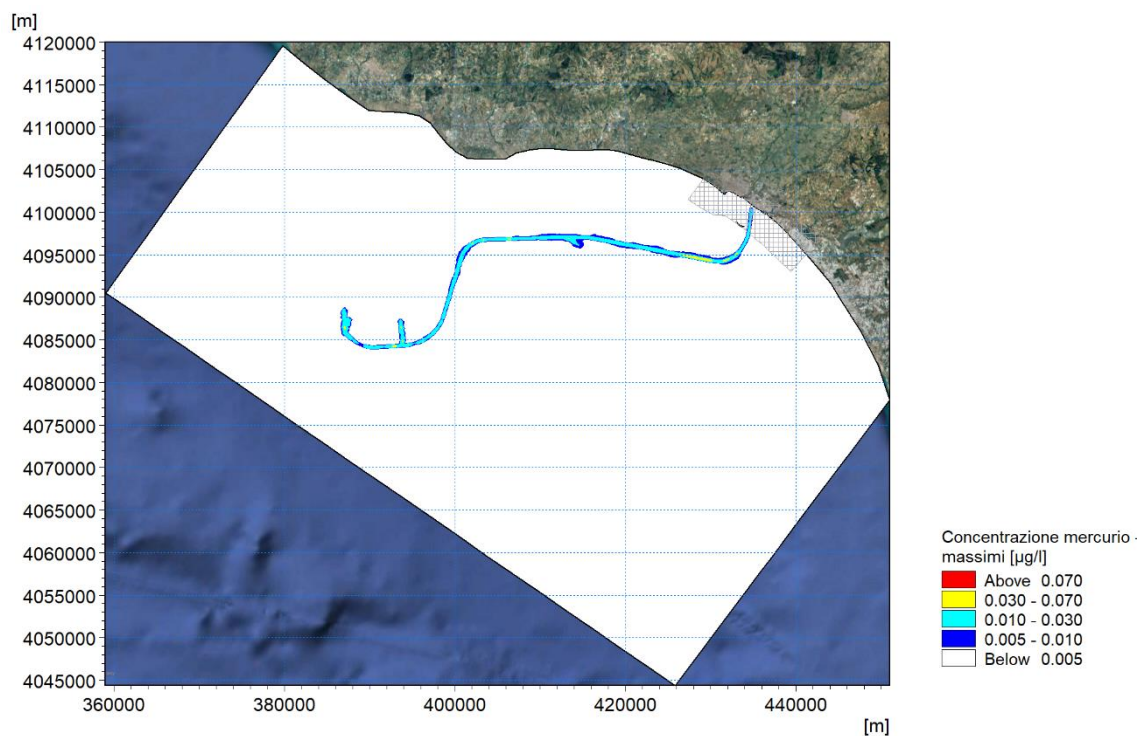 [m]
4120000
4115000
4110000
4105000
4100000
4095000
4090000
4085000
4080000
4075000
4070000
4065000
4060000
4055000
4050000
4045000
360000 380000 400000 420000 440000
[m]
Concentrazione mercurio -
massimi [µg/l]
Above 0.070
0.030 - 0.070
0.010 - 0.030
0.005 - 0.010
Below 0.005